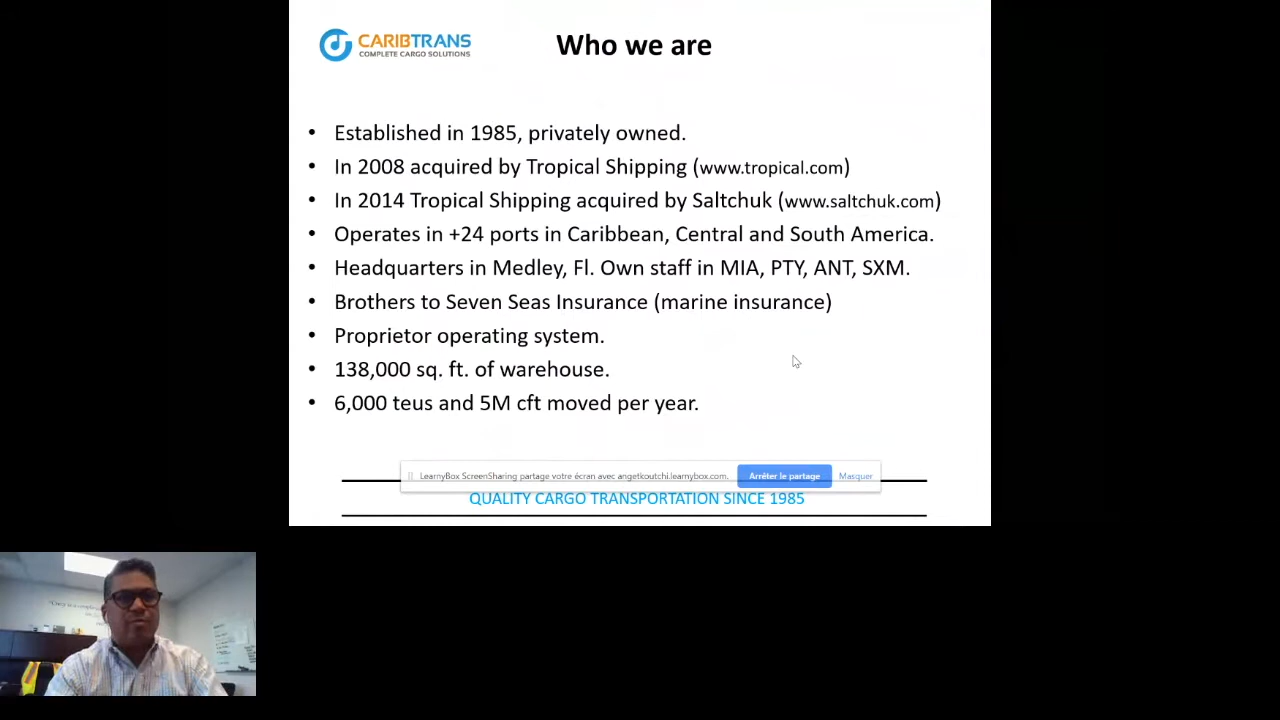 CARIBTRANS
COMPLETE CARGO SOLUTIONS
Who we are
• Established in 1985, privately owned.
• In 2008 acquired by Tropical Shipping (www.tropical.com)
• In 2014 Tropical Shipping acquired by Saltchuk (www.saltchuk.com)
• Operates in +24 ports in Caribbean, Central and South America.
• Headquarters in Medley, Fl. Own staff in MIA, PTY, ANT, SXM.
• Brothers to Seven Seas Insurance (marine insurance)
• Proprietor operating system.
• 138,000 sq. ft. of warehouse.
• 6,000 teus and 5M cft moved per year.
LearnyBox ScreenSharing partage votre écran avec angetkoutchi.learnybox.com. Arrêter le partage Masquer
QUALITY CARGO TRANSPORTATION SINCE 1985